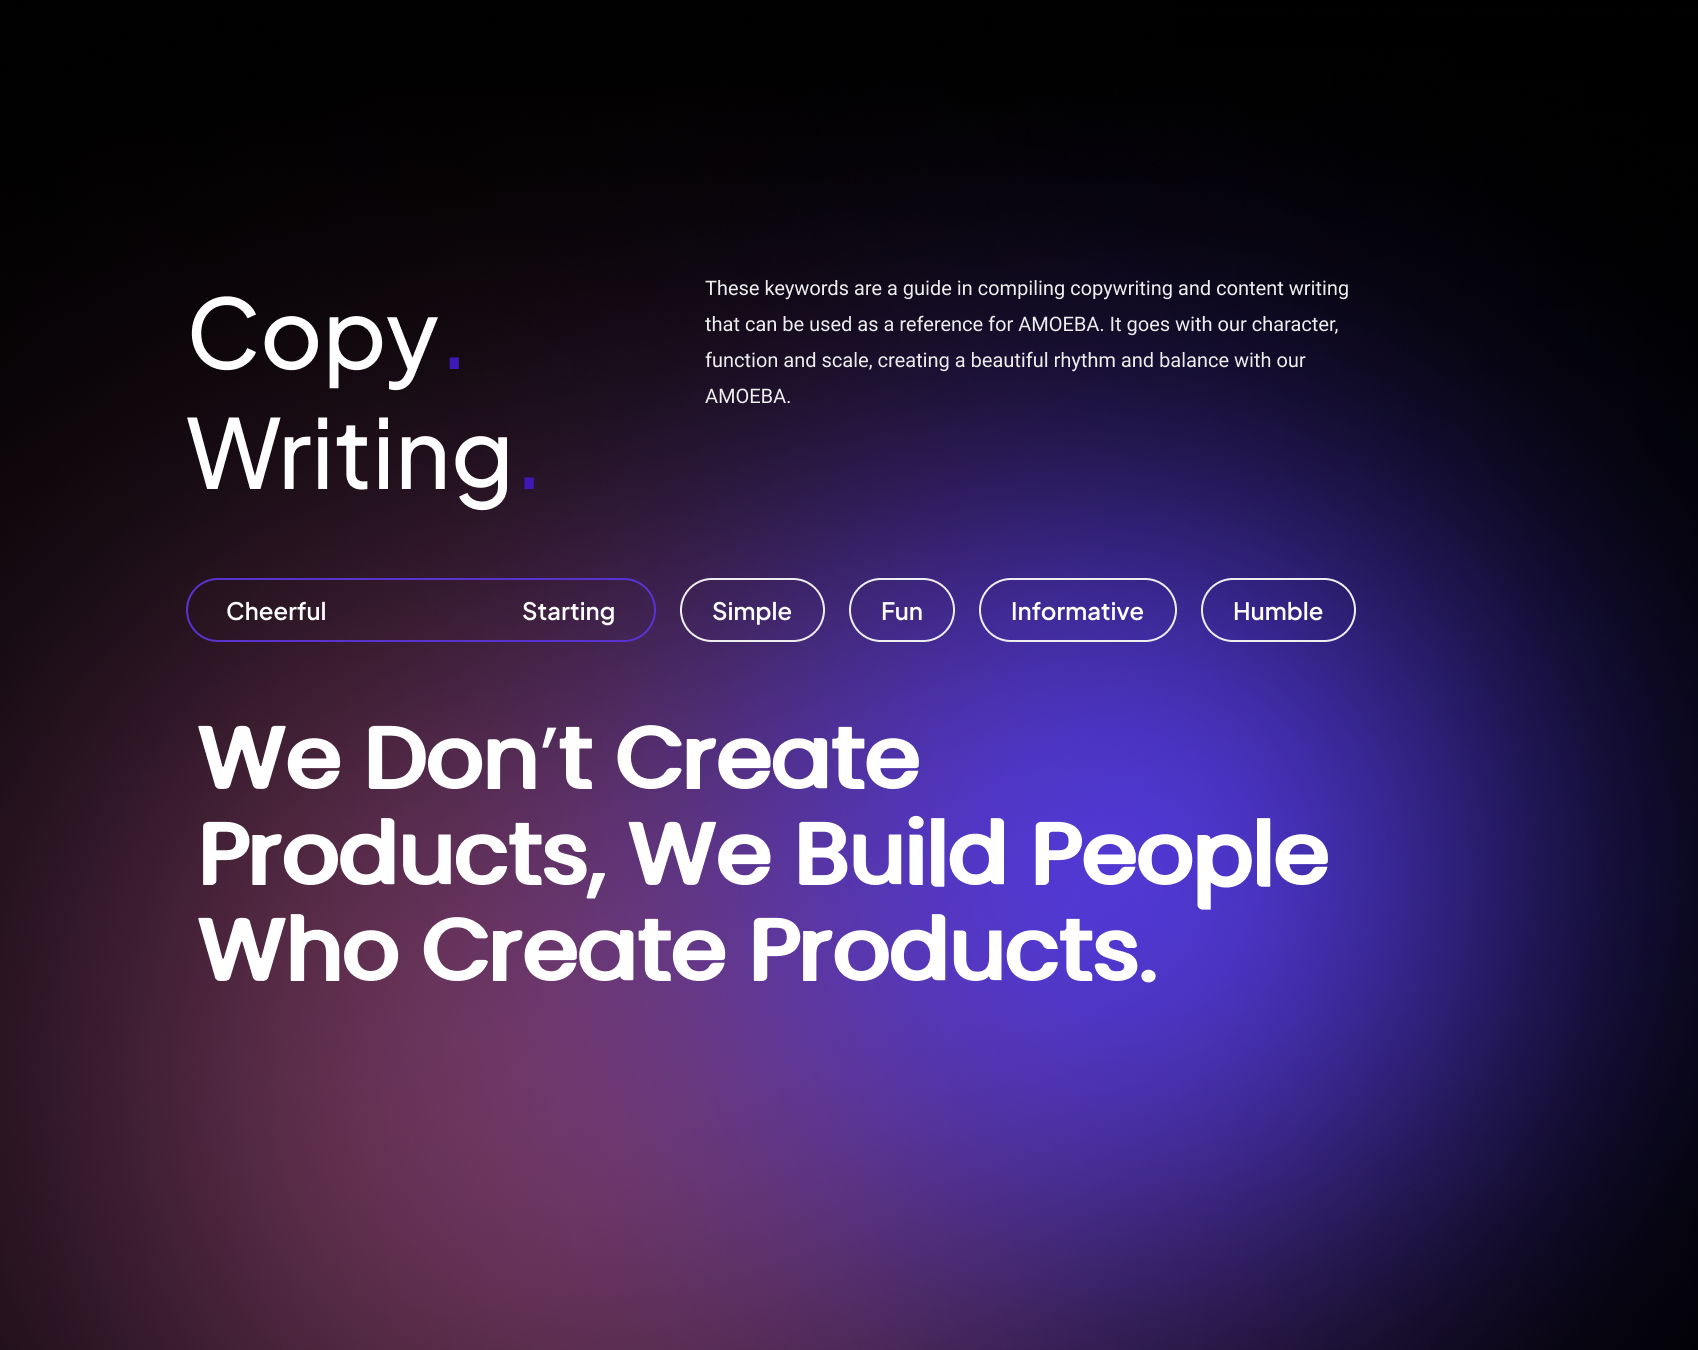 Copy.
Writing.
These keywords are a guide in compiling copywriting and content writing
that can be used as a reference for AMOEBA. It goes with our character,
function and scale, creating a beautiful rhythm and balance with our
AMOEBA.
Cheerful Starting Simple Fun Informative Humble
We Don't Create
Products, We Build People
Who Create Products.